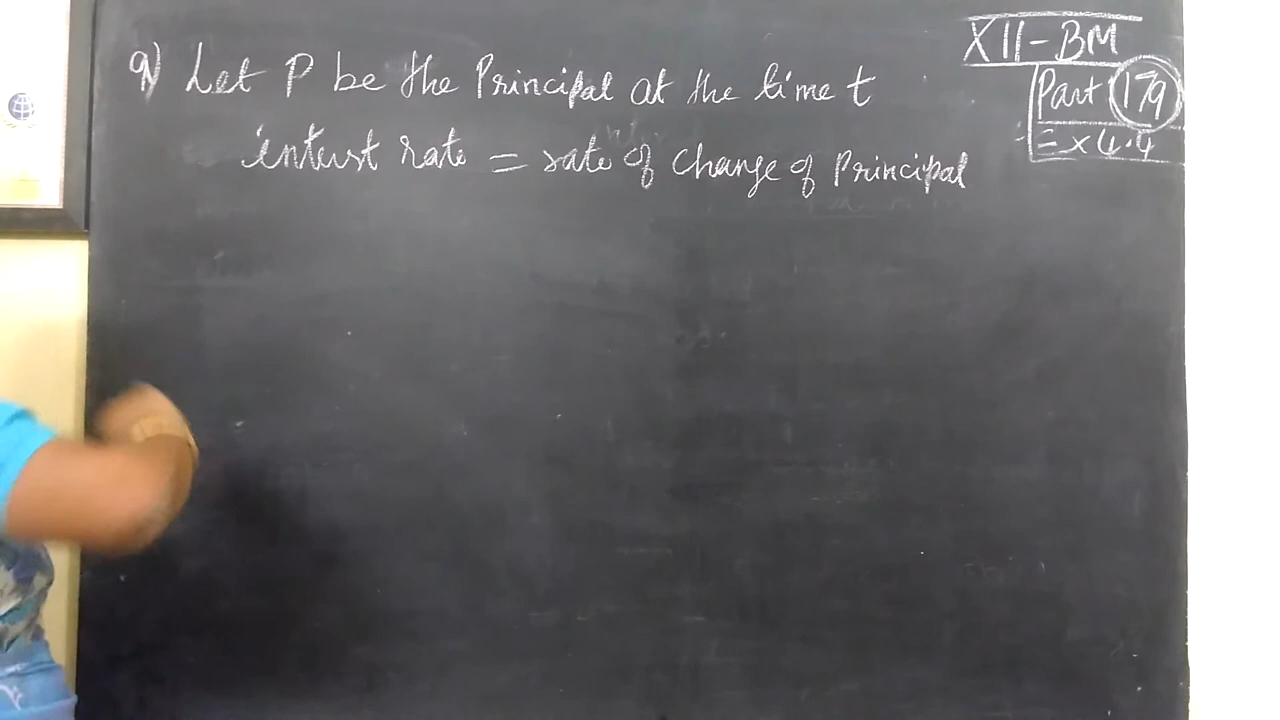 9) Let P be the Principal at the time t
interest rate = rate of change of Principal
XII-BM
Part 179
Ex 4.4